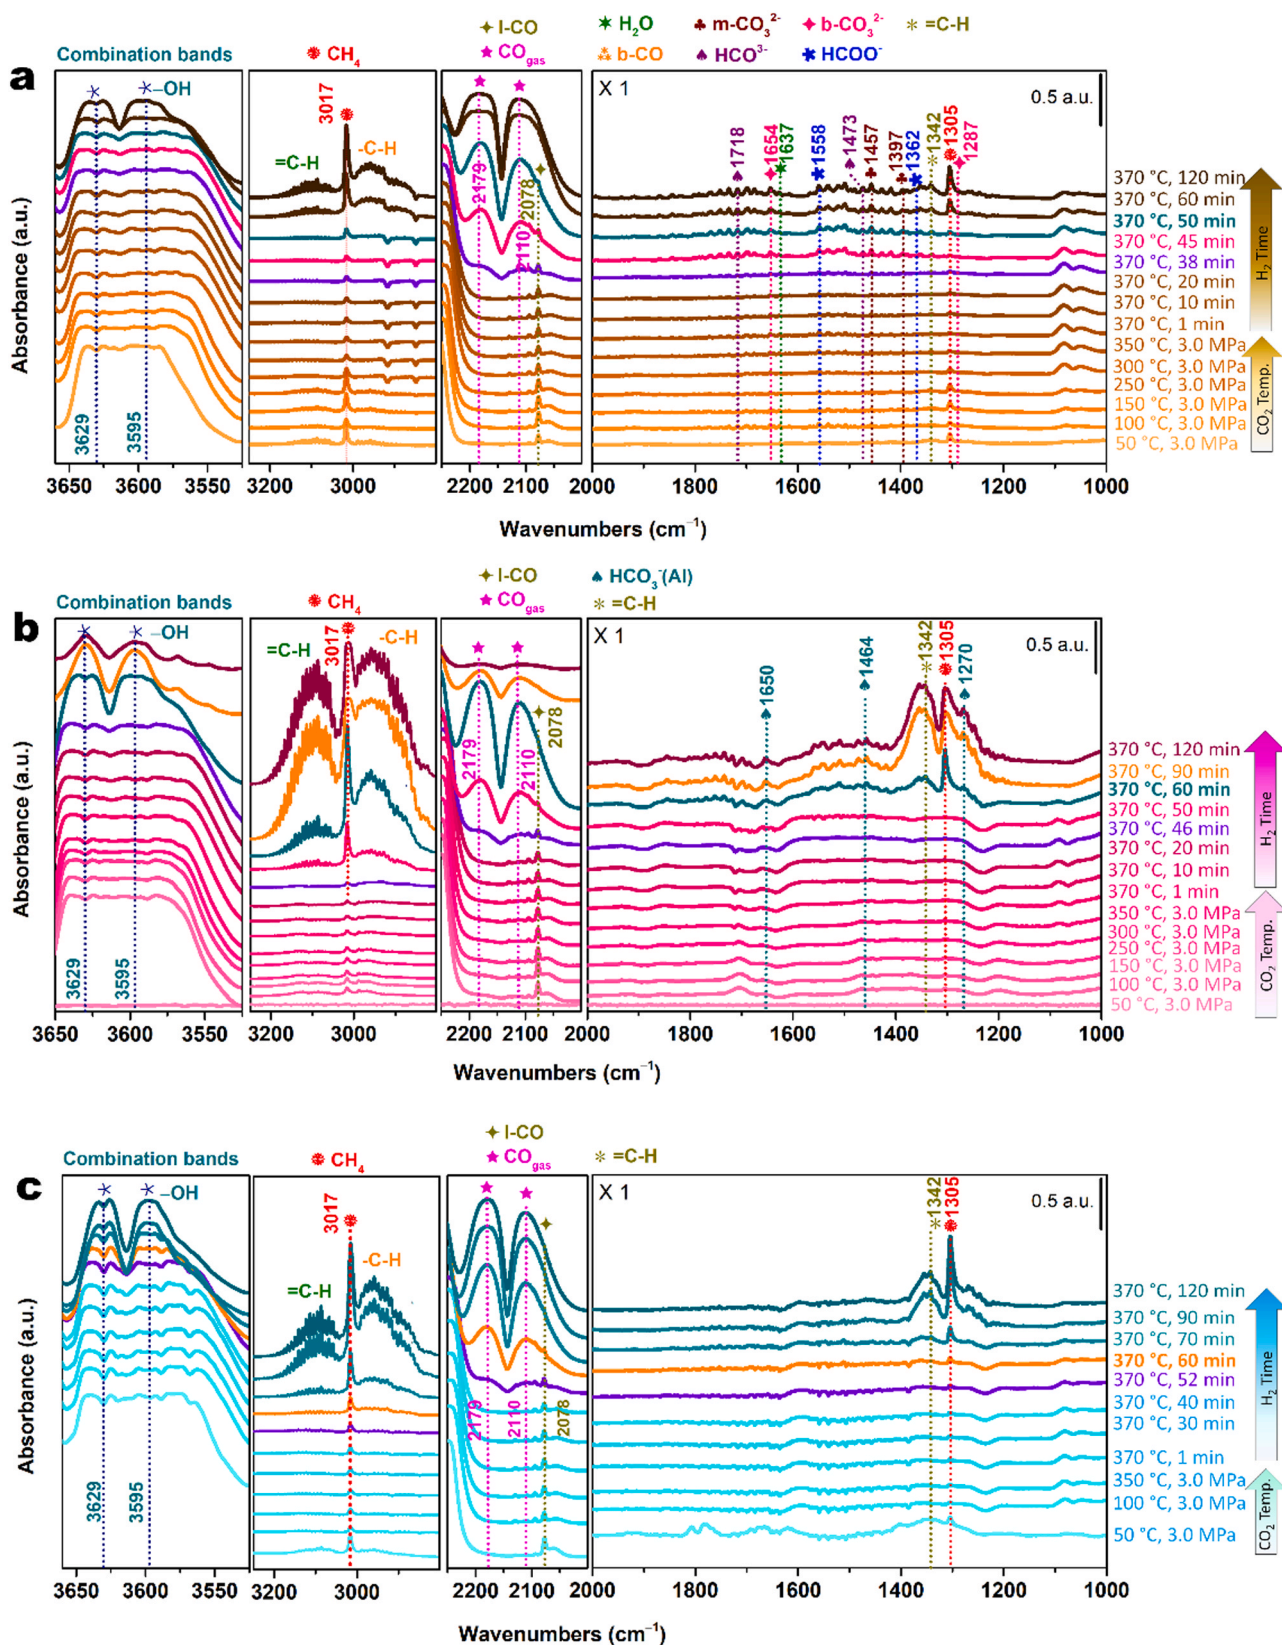 ✦ I-CO
✶ H₂O
♣ m-CO₃²⁻
✦ b-CO₃²⁻
✳ =C-H
Combination bands
CH₄
★ CO_gas
b-CO
♠ HCO³⁻
✶ HCOO⁻
a
–OH
3017
=C-H
-C-H
2179
2110
2078
X 1
0.5 a.u.
1718
1654
1637
1558
1473
1457
1397
1362
1342
1305
1287
3629
3595
370 °C, 120 min
370 °C, 60 min
370 °C, 50 min
370 °C, 45 min
370 °C, 38 min
370 °C, 20 min
370 °C, 10 min
370 °C, 1 min
350 °C, 3.0 MPa
300 °C, 3.0 MPa
250 °C, 3.0 MPa
150 °C, 3.0 MPa
100 °C, 3.0 MPa
50 °C, 3.0 MPa
H₂ Time
CO₂ Temp.
Absorbance (a.u.)
3650 3600 3550 3200 3000 2200 2100 2000 1800 1600 1400 1200 1000
Wavenumbers (cm⁻¹)
✦ I-CO
♠ HCO₃⁻(Al)
Combination bands
CH₄
★ CO_gas
✳ =C-H
b
–OH
3017
=C-H
-C-H
2179
2110
2078
X 1
0.5 a.u.
1650
1464
1342
1305
1270
3629
3595
370 °C, 120 min
370 °C, 90 min
370 °C, 60 min
370 °C, 50 min
370 °C, 46 min
370 °C, 20 min
370 °C, 10 min
370 °C, 1 min
350 °C, 3.0 MPa
300 °C, 3.0 MPa
250 °C, 3.0 MPa
150 °C, 3.0 MPa
100 °C, 3.0 MPa
50 °C, 3.0 MPa
H₂ Time
CO₂ Temp.
Absorbance (a.u.)
3650 3600 3550 3200 3000 2200 2100 2000 1800 1600 1400 1200 1000
Wavenumbers (cm⁻¹)
✦ I-CO
Combination bands
CH₄
★ CO_gas
✳ =C-H
c
–OH
3017
=C-H
-C-H
2179
2110
2078
X 1
0.5 a.u.
1342
1305
3629
3595
370 °C, 120 min
370 °C, 90 min
370 °C, 70 min
370 °C, 60 min
370 °C, 52 min
370 °C, 40 min
370 °C, 30 min
370 °C, 1 min
350 °C, 3.0 MPa
100 °C, 3.0 MPa
50 °C, 3.0 MPa
H₂ Time
CO₂ Temp.
Absorbance (a.u.)
3650 3600 3550 3200 3000 2200 2100 2000 1800 1600 1400 1200 1000
Wavenumbers (cm⁻¹)